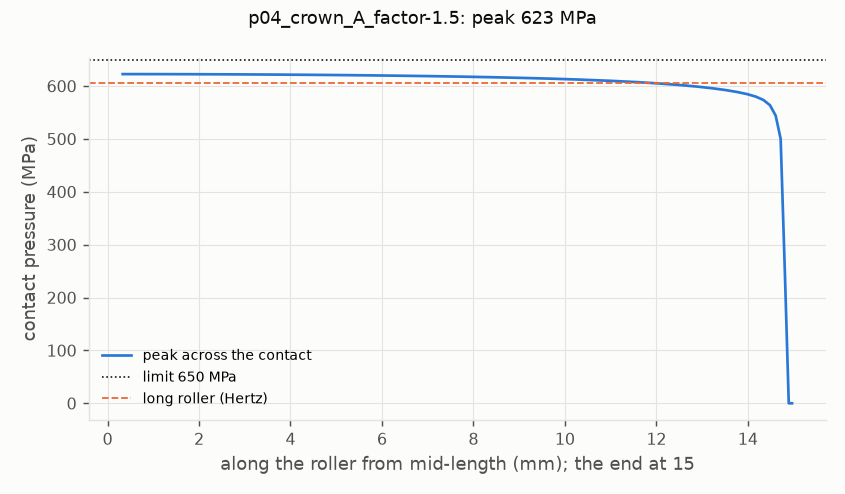 p04_crown_A_factor-1.5: peak 623 MPa
contact pressure (MPa)
600
500
400
300
200
100
0
peak across the contact
limit 650 MPa
long roller (Hertz)
0 2 4 6 8 10 12 14
along the roller from mid-length (mm); the end at 15